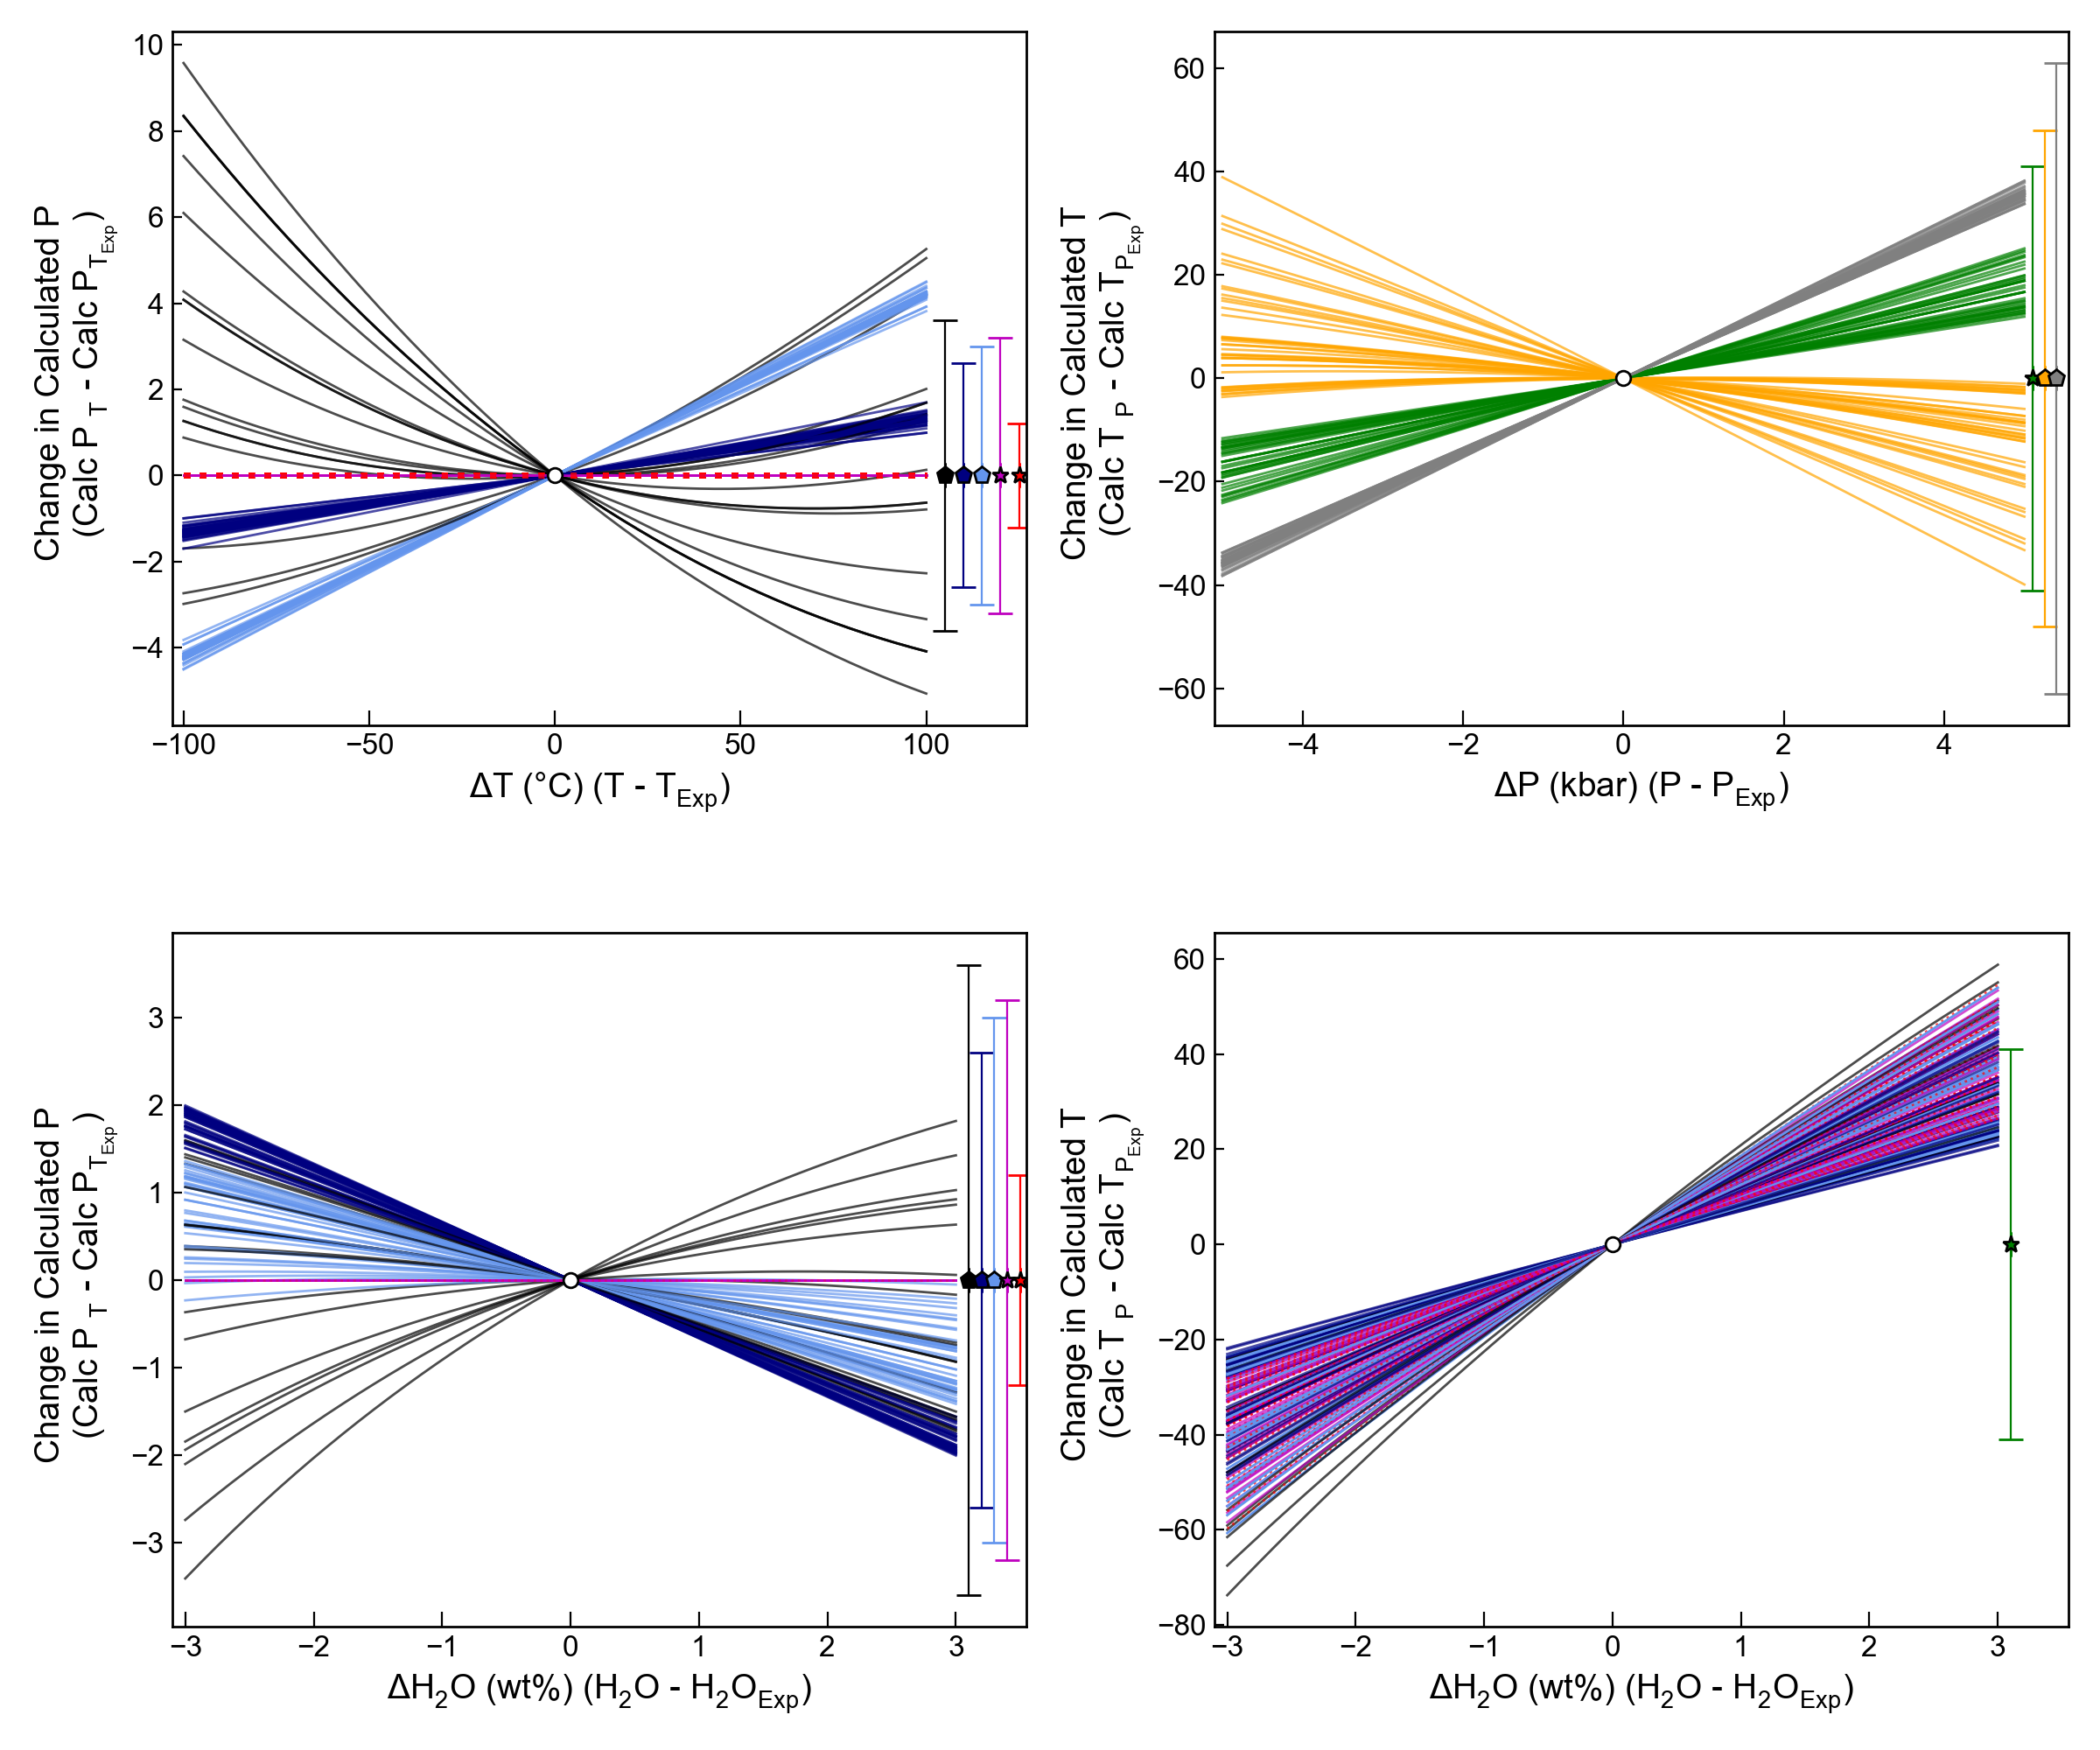 10
8
6
4
2
0
−2
−4
Change in Calculated P
(Calc P T - Calc P TExp)
−100 −50 0 50 100
ΔT (°C) (T - TExp)
60
40
20
0
−20
−40
−60
Change in Calculated T
(Calc T P - Calc T PExp)
−4 −2 0 2 4
ΔP (kbar) (P - PExp)
3
2
1
0
−1
−2
−3
Change in Calculated P
(Calc P T - Calc P TExp)
−3 −2 −1 0 1 2 3
ΔH2O (wt%) (H2O - H2OExp)
60
40
20
0
−20
−40
−60
−80
Change in Calculated T
(Calc T P - Calc T PExp)
−3 −2 −1 0 1 2 3
ΔH2O (wt%) (H2O - H2OExp)